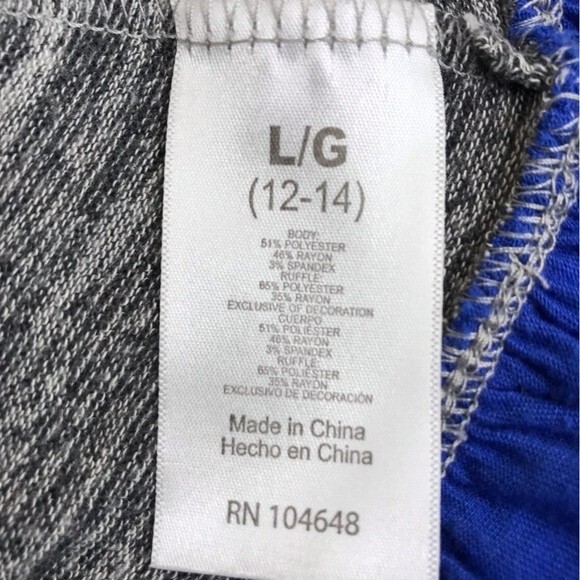 L/G
(12-14)
BODY:
51% POLYESTER
46% RAYON
3% SPANDEX
RUFFLE:
65% POLYESTER
35% RAYON
EXCLUSIVE OF DECORATION
CUERPO
51% POLIÉSTER
46% RAYON
3% SPANDEX
RUFFLE:
65% POLIÉSTER
35% RAYON
EXCLUSIVO DE DECORACIÓN
Made in China
Hecho en China
RN 104648